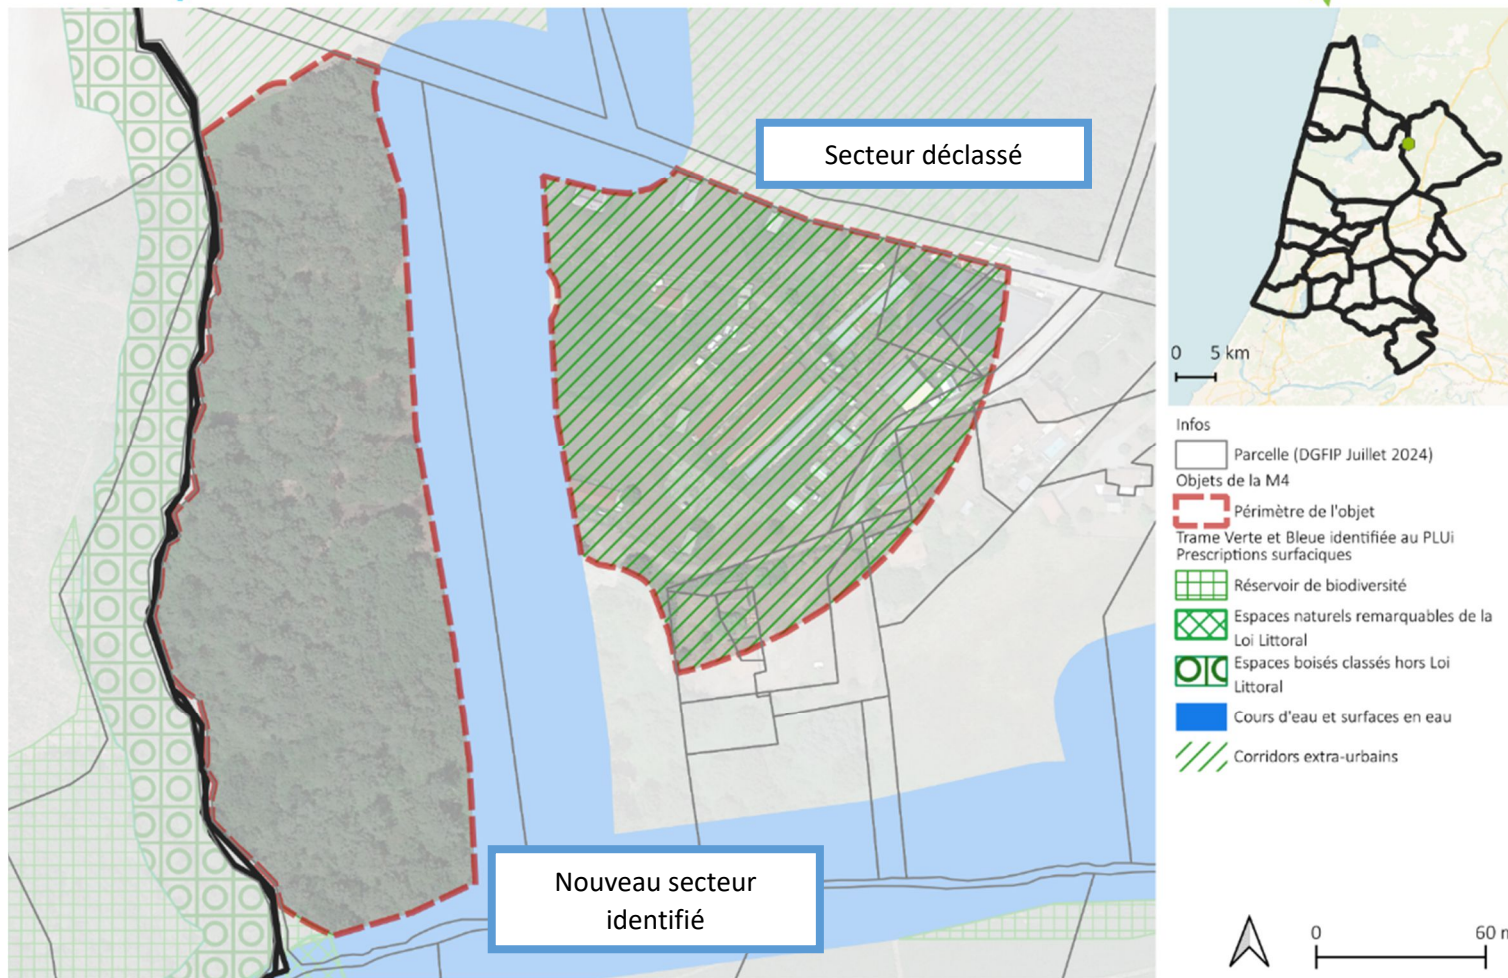 Secteur déclassé
Nouveau secteur
identifié
0 5 km
Infos
Parcelle (DGFIP Juillet 2024)
Objets de la M4
Périmètre de l'objet
Trame Verte et Bleue identifiée au PLUi
Prescriptions surfaciques
Réservoir de biodiversité
Espaces naturels remarquables de la
Loi Littoral
Espaces boisés classés hors Loi
Littoral
Cours d'eau et surfaces en eau
Corridors extra-urbains
0 60 m